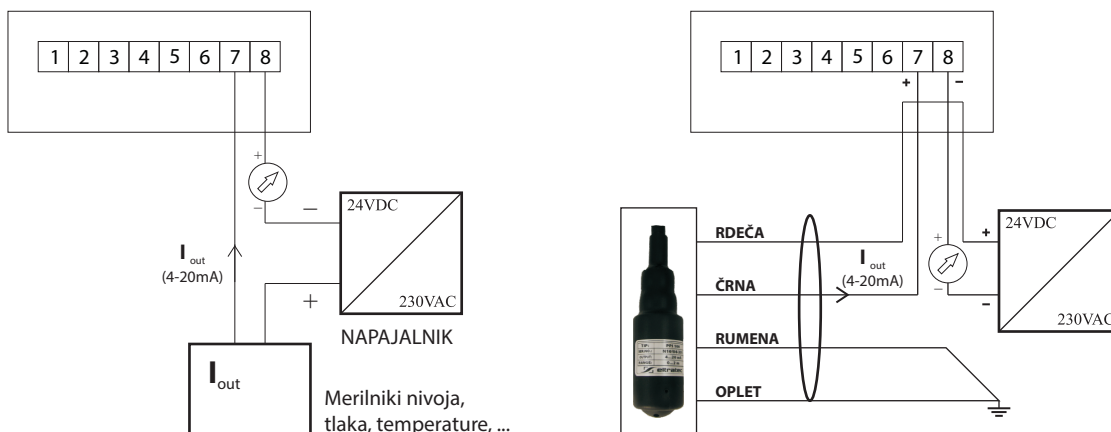 1 2 3 4 5 6 7 8
+
−
−
24VDC
230VAC
+
NAPAJALNIK
I out
(4-20mA)
I out
Merilniki nivoja,
tlaka, temperature, ...
1 2 3 4 5 6 7 8
+ −
RDEČA
ČRNA
RUMENA
OPLET
I out
(4-20mA)
+
−
+
−
24VDC
230VAC
eltratec